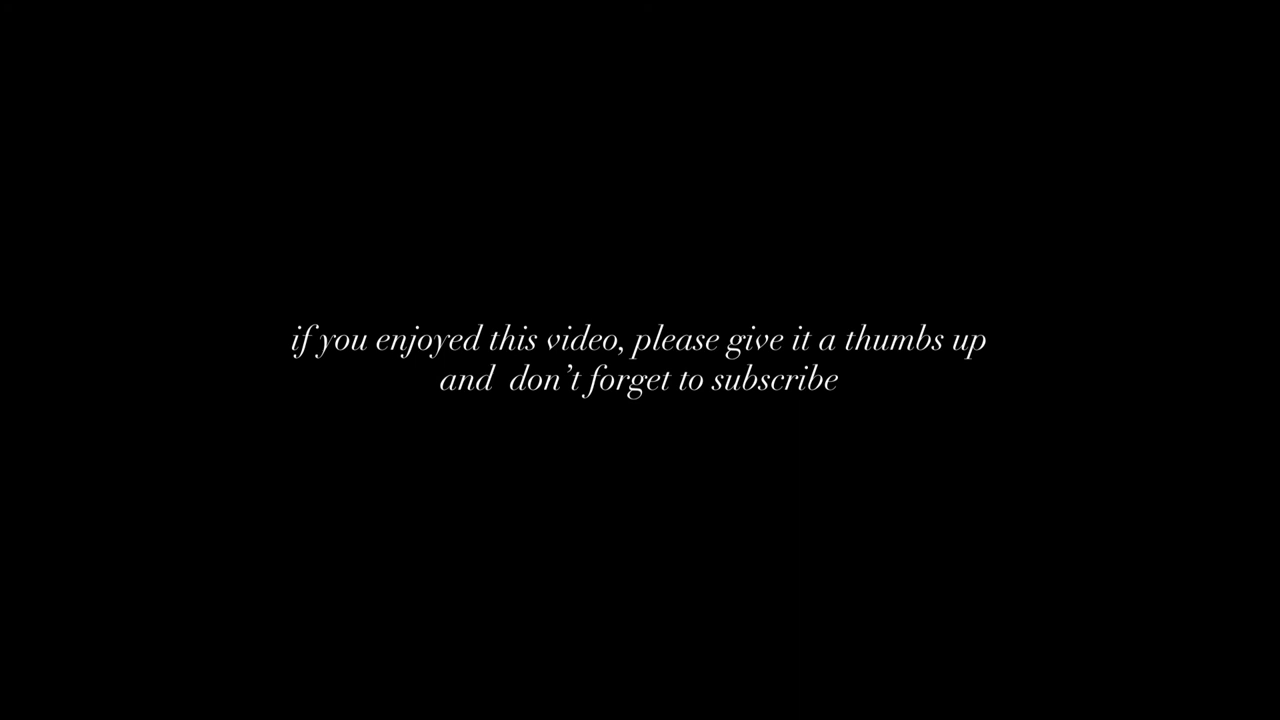 if you enjoyed this video, please give it a thumbs up
and  don’t forget to subscribe